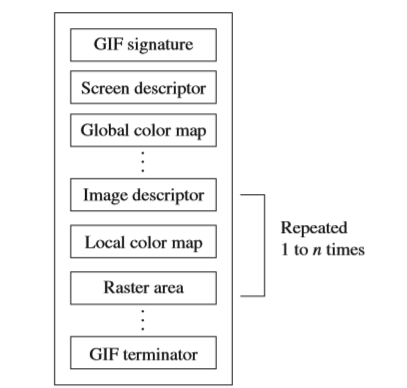 GIF signature
Screen descriptor
Global color map
Image descriptor
Local color map
Raster area
GIF terminator
Repeated
1 to n times